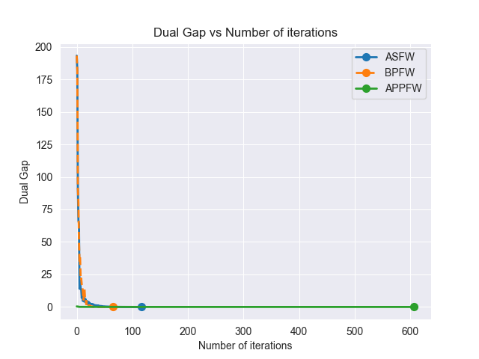 Dual Gap vs Number of iterations
ASFW
BPFW
APPFW
Dual Gap
200
175
150
125
100
75
50
25
0
0 100 200 300 400 500 600
Number of iterations